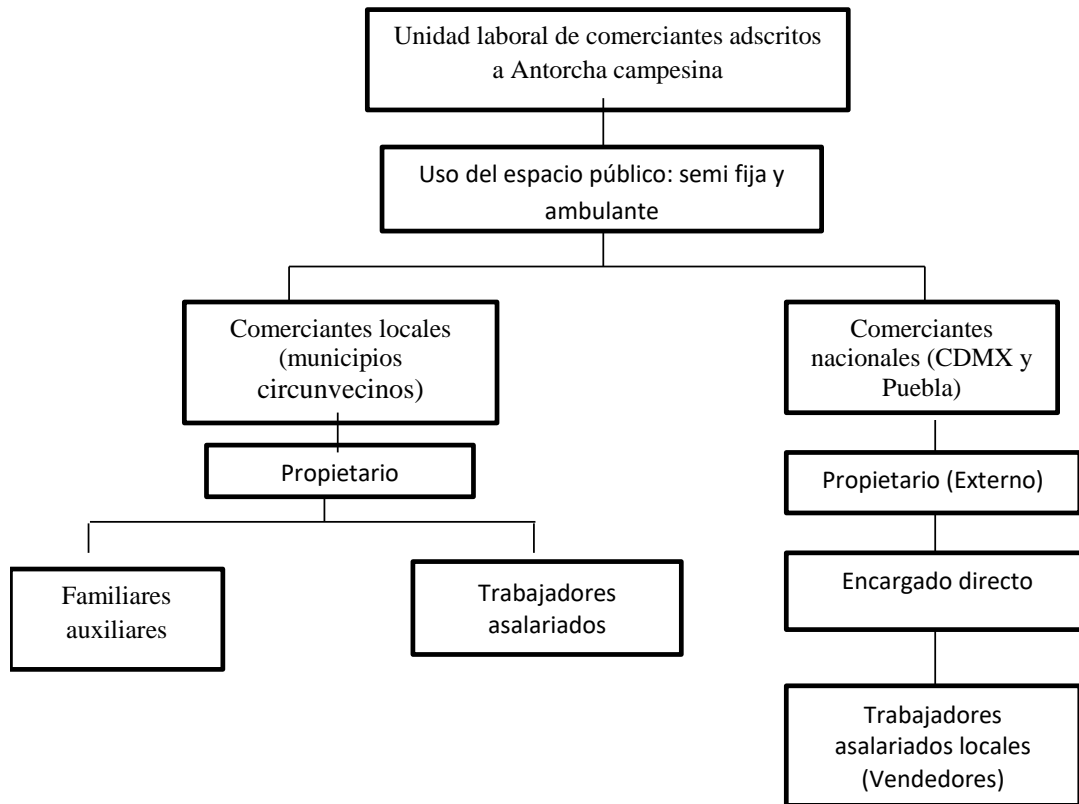 Unidad laboral de comerciantes adscritos
a Antorcha campesina
Uso del espacio público: semi fija y
ambulante
Comerciantes locales
(municipios
circunvecinos)
Comerciantes
nacionales (CDMX y
Puebla)
Propietario
Propietario (Externo)
Familiares
auxiliares
Trabajadores
asalariados
Encargado directo
Trabajadores
asalariados locales
(Vendedores)